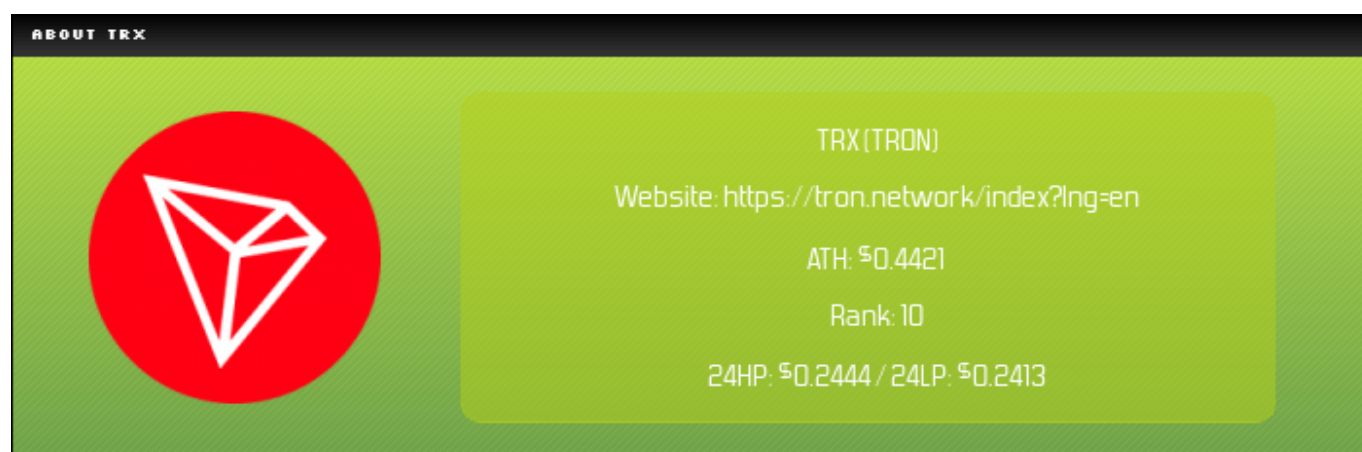 ABOUT TRX
TRX (TRON)
Website: https://tron.network/index?lng=en
ATH: $0.4421
Rank: 10
24HP: $0.2444 / 24LP: $0.2413